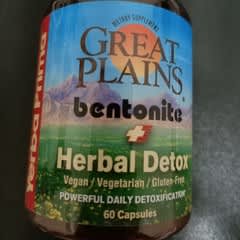 DIETARY SUPPLEMENT
GREAT
PLAINS
bentonite
+
Herbal Detox
Vegan / Vegetarian / Gluten-Free
POWERFUL DAILY DETOXIFICATION
60 Capsules
Yerba Prima